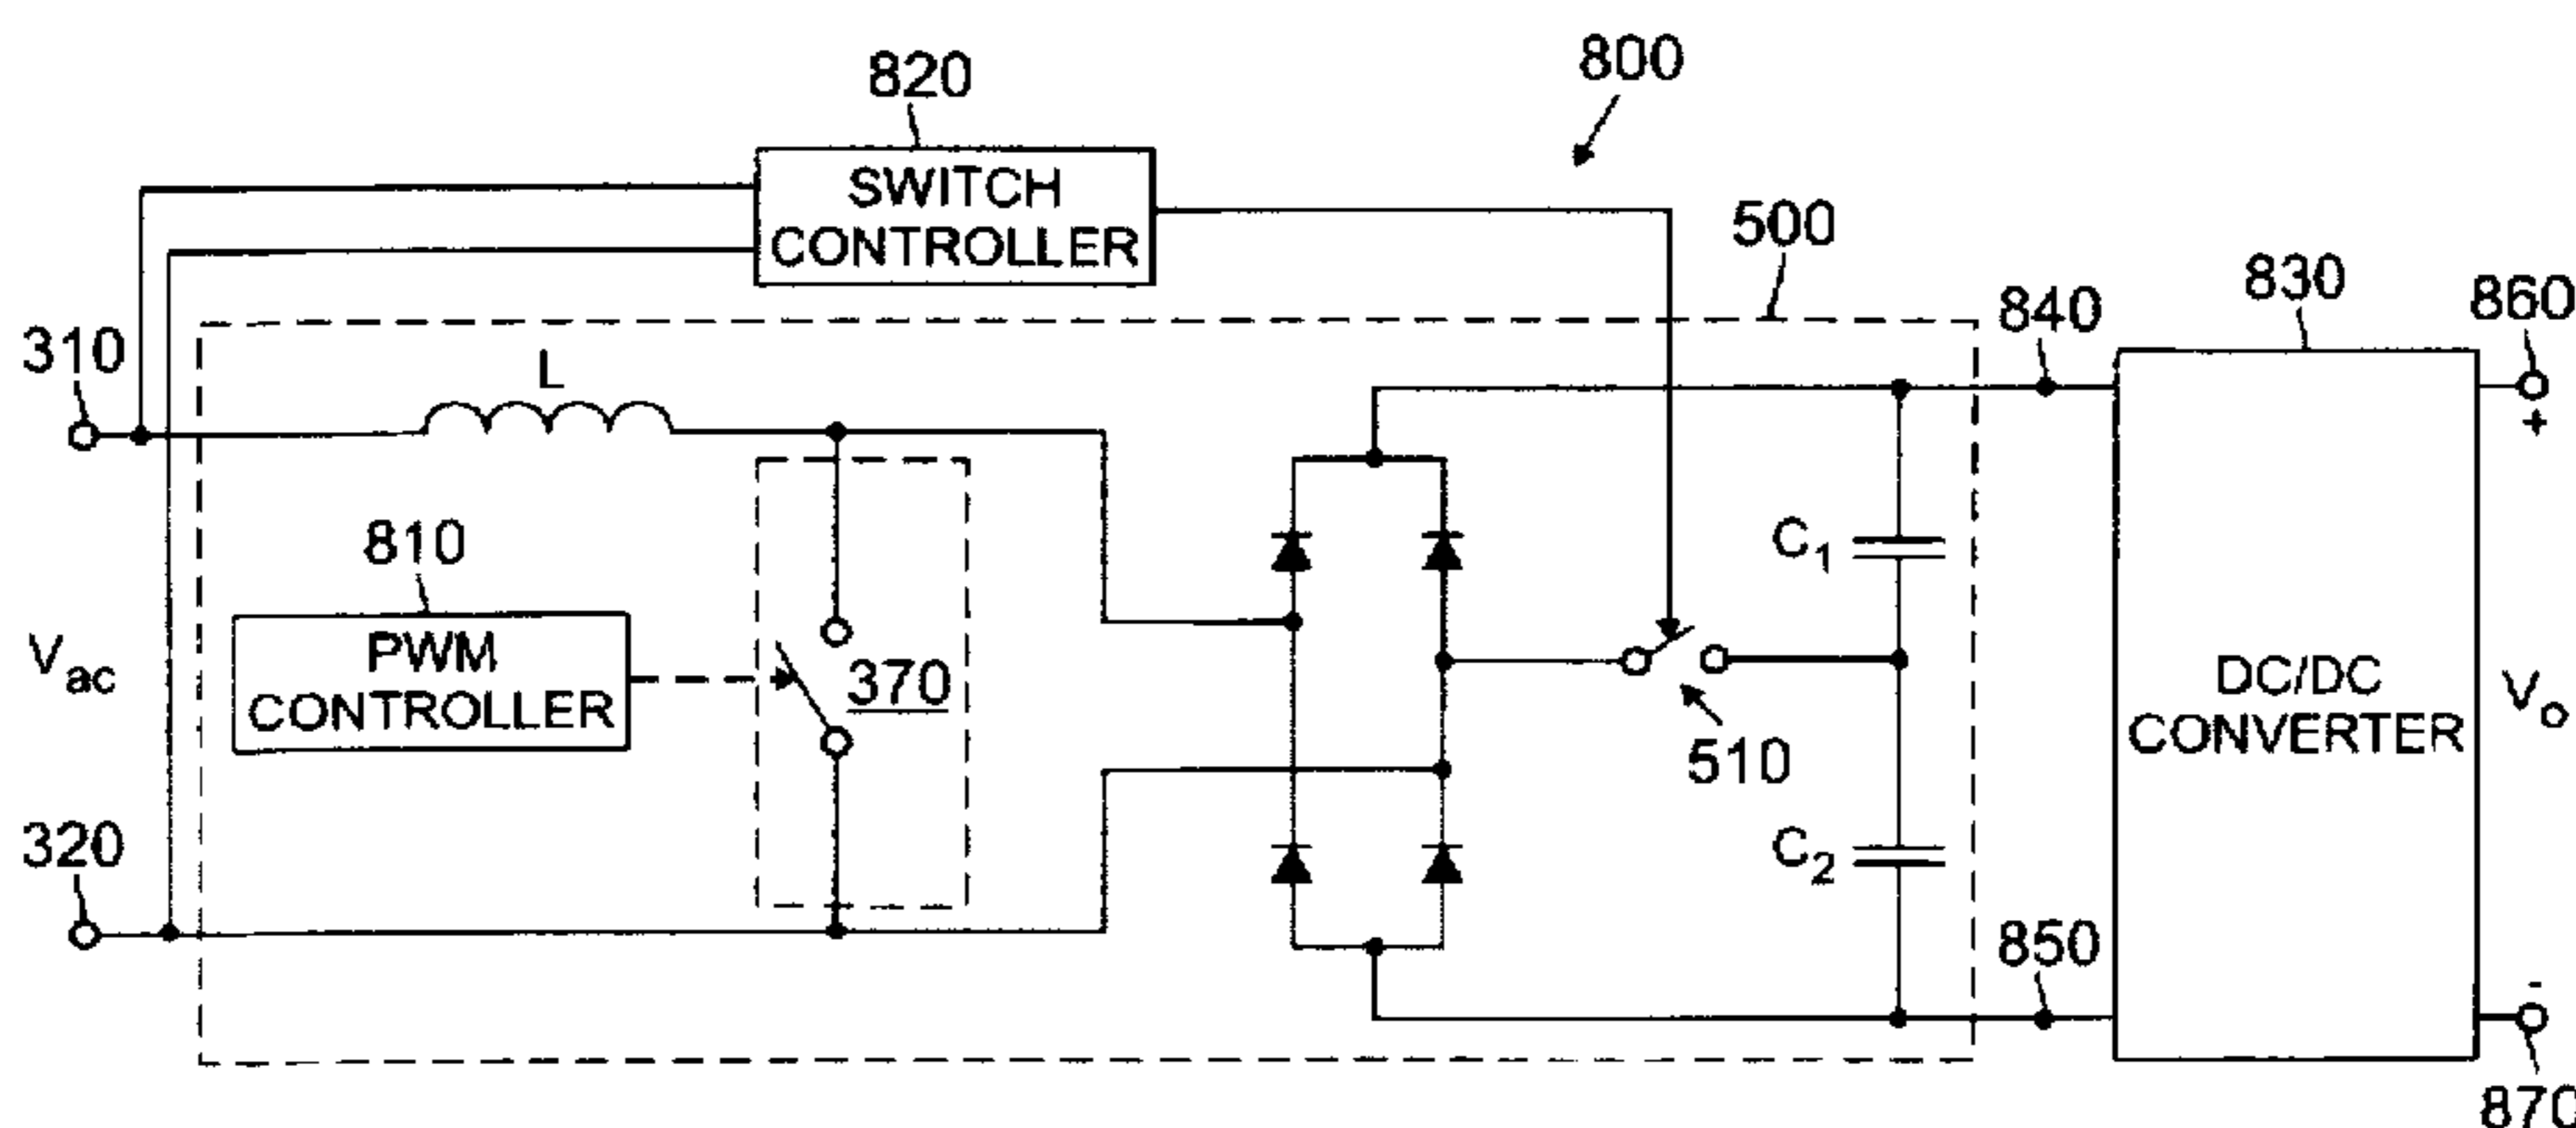 820
800
SWITCH
CONTROLLER
500
830
840
860
310
L
+
810
C1
PWM
CONTROLLER
370
Vac
DC/DC
CONVERTER
Vo
510
320
C2
850
-
870